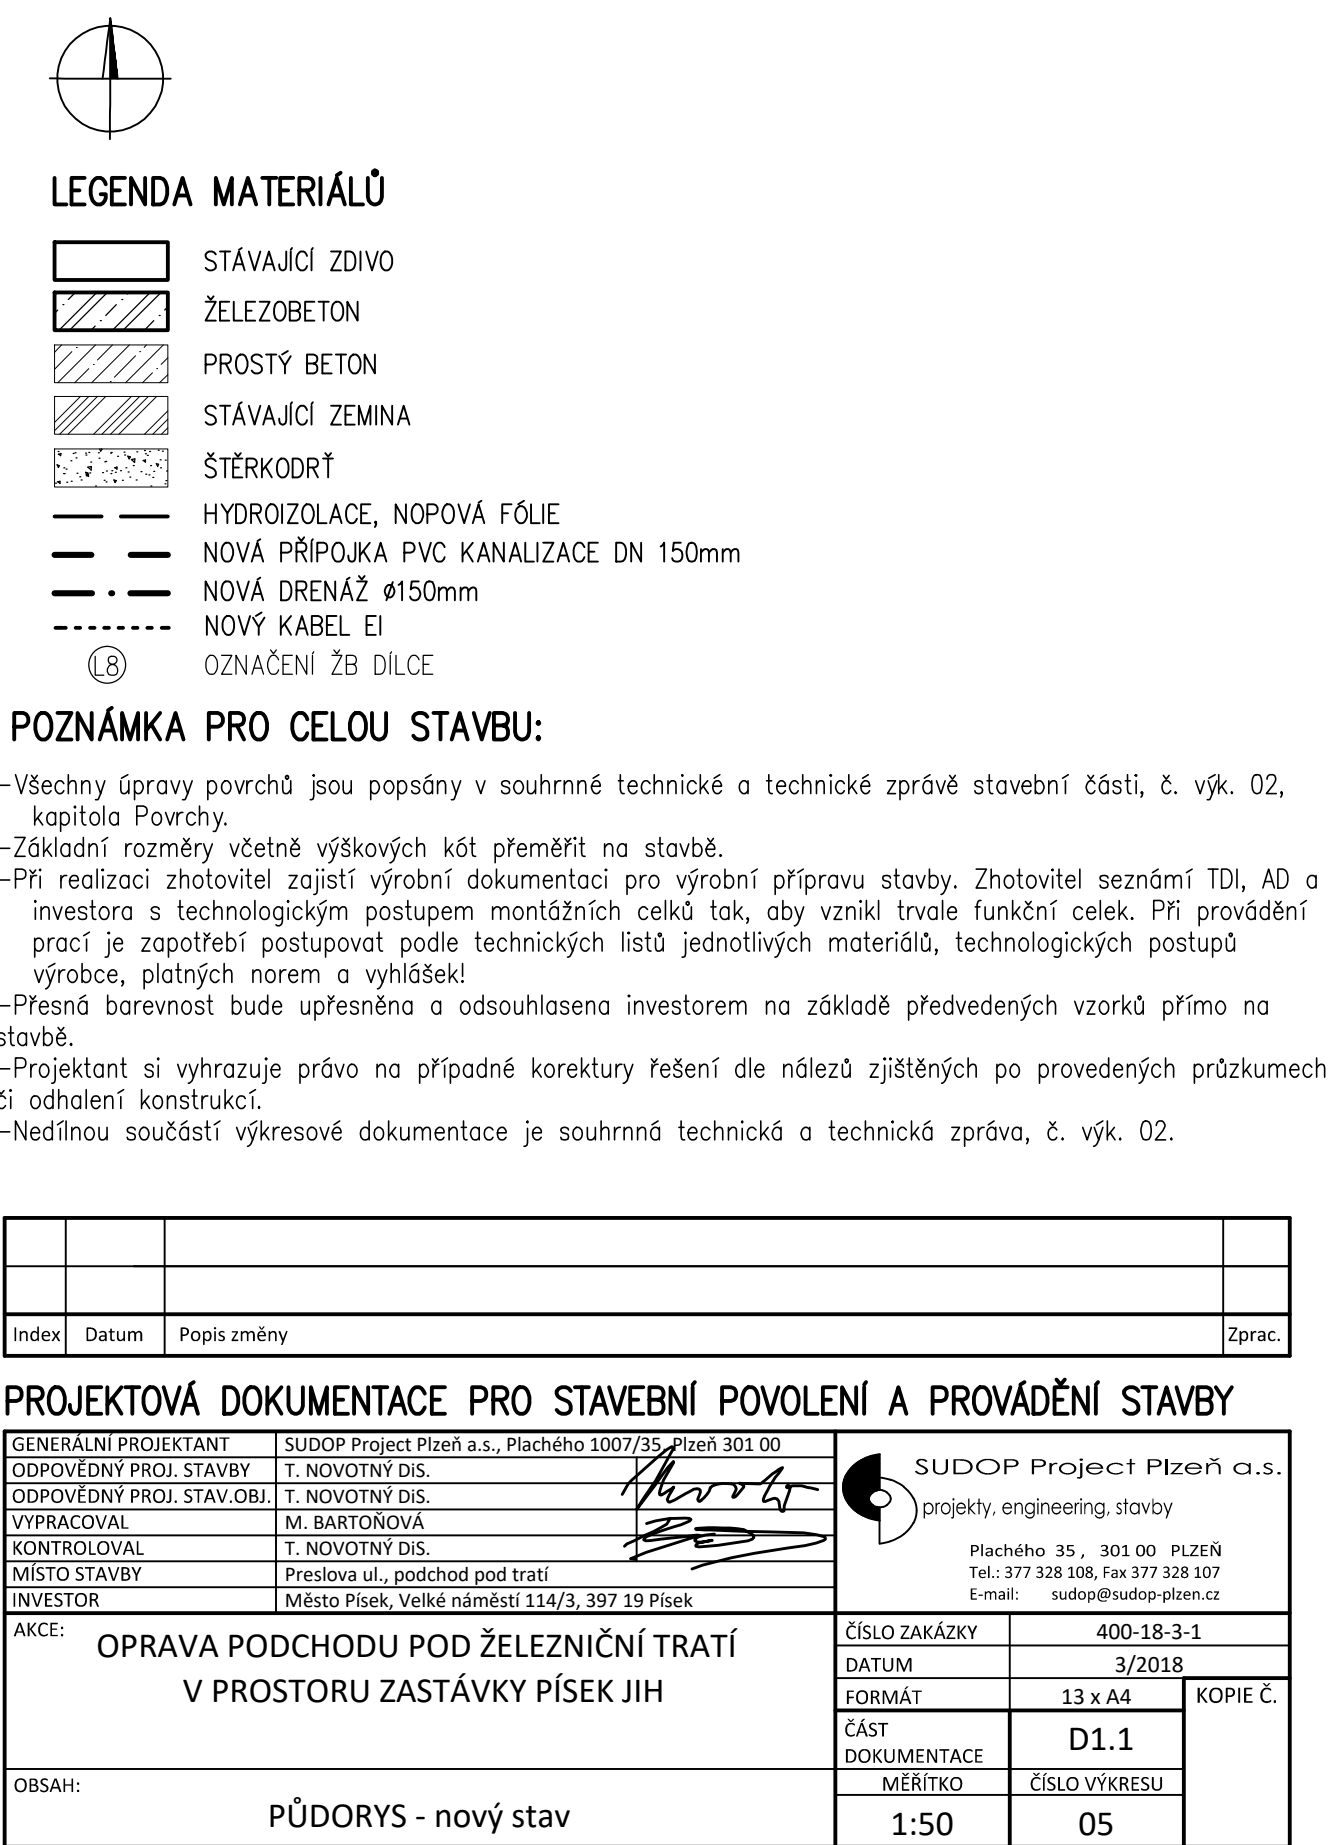 LEGENDA MATERIÁLŮ
STÁVAJÍCÍ ZDIVO
ŽELEZOBETON
PROSTÝ BETON
STÁVAJÍCÍ ZEMINA
ŠTĚRKODRŤ
HYDROIZOLACE, NOPOVÁ FÓLIE
NOVÁ PŘÍPOJKA PVC KANALIZACE DN 150mm
NOVÁ DRENÁŽ ø150mm
NOVÝ KABEL El
L8 OZNAČENÍ ŽB DÍLCE
POZNÁMKA PRO CELOU STAVBU:
-Všechny úpravy povrchů jsou popsány v souhrnné technické a technické zprávě stavební části, č. výk. 02,
kapitola Povrchy.
-Základní rozměry včetně výškových kót přeměřit na stavbě.
-Při realizaci zhotovitel zajistí výrobní dokumentaci pro výrobní přípravu stavby. Zhotovitel seznámí TDI, AD a
investora s technologickým postupem montážních celků tak, aby vznikl trvale funkční celek. Při provádění
prací je zapotřebí postupovat podle technických listů jednotlivých materiálů, technologických postupů
výrobce, platných norem a vyhlášek!
-Přesná barevnost bude upřesněna a odsouhlasena investorem na základě předvedených vzorků přímo na
stavbě.
-Projektant si vyhrazuje právo na případné korektury řešení dle nálezů zjištěných po provedených průzkumech
či odhalení konstrukcí.
-Nedílnou součástí výkresové dokumentace je souhrnná technická a technická zpráva, č. výk. 02.
Index Datum Popis změny Zprac.
PROJEKTOVÁ DOKUMENTACE PRO STAVEBNÍ POVOLENÍ A PROVÁDĚNÍ STAVBY
GENERÁLNÍ PROJEKTANT SUDOP Project Plzeň a.s., Plachého 1007/35, Plzeň 301 00
ODPOVĚDNÝ PROJ. STAVBY T. NOVOTNÝ DiS.
ODPOVĚDNÝ PROJ. STAV.OBJ. T. NOVOTNÝ DiS.
VYPRACOVAL M. BARTOŇOVÁ
KONTROLOVAL T. NOVOTNÝ DiS.
MÍSTO STAVBY Preslova ul., podchod pod tratí
INVESTOR Město Písek, Velké náměstí 114/3, 397 19 Písek
SUDOP Project Plzeň a.s.
projekty, engineering, stavby
Plachého 35 , 301 00 PLZEŇ
Tel.: 377 328 108, Fax 377 328 107
E-mail: sudop@sudop-plzen.cz
AKCE: OPRAVA PODCHODU POD ŽELEZNIČNÍ TRATÍ
V PROSTORU ZASTÁVKY PÍSEK JIH
ČÍSLO ZAKÁZKY 400-18-3-1
DATUM 3/2018
FORMÁT 13 x A4 KOPIE Č.
ČÁST
DOKUMENTACE D1.1
OBSAH:
PŮDORYS - nový stav
MĚŘÍTKO ČÍSLO VÝKRESU
1:50 05